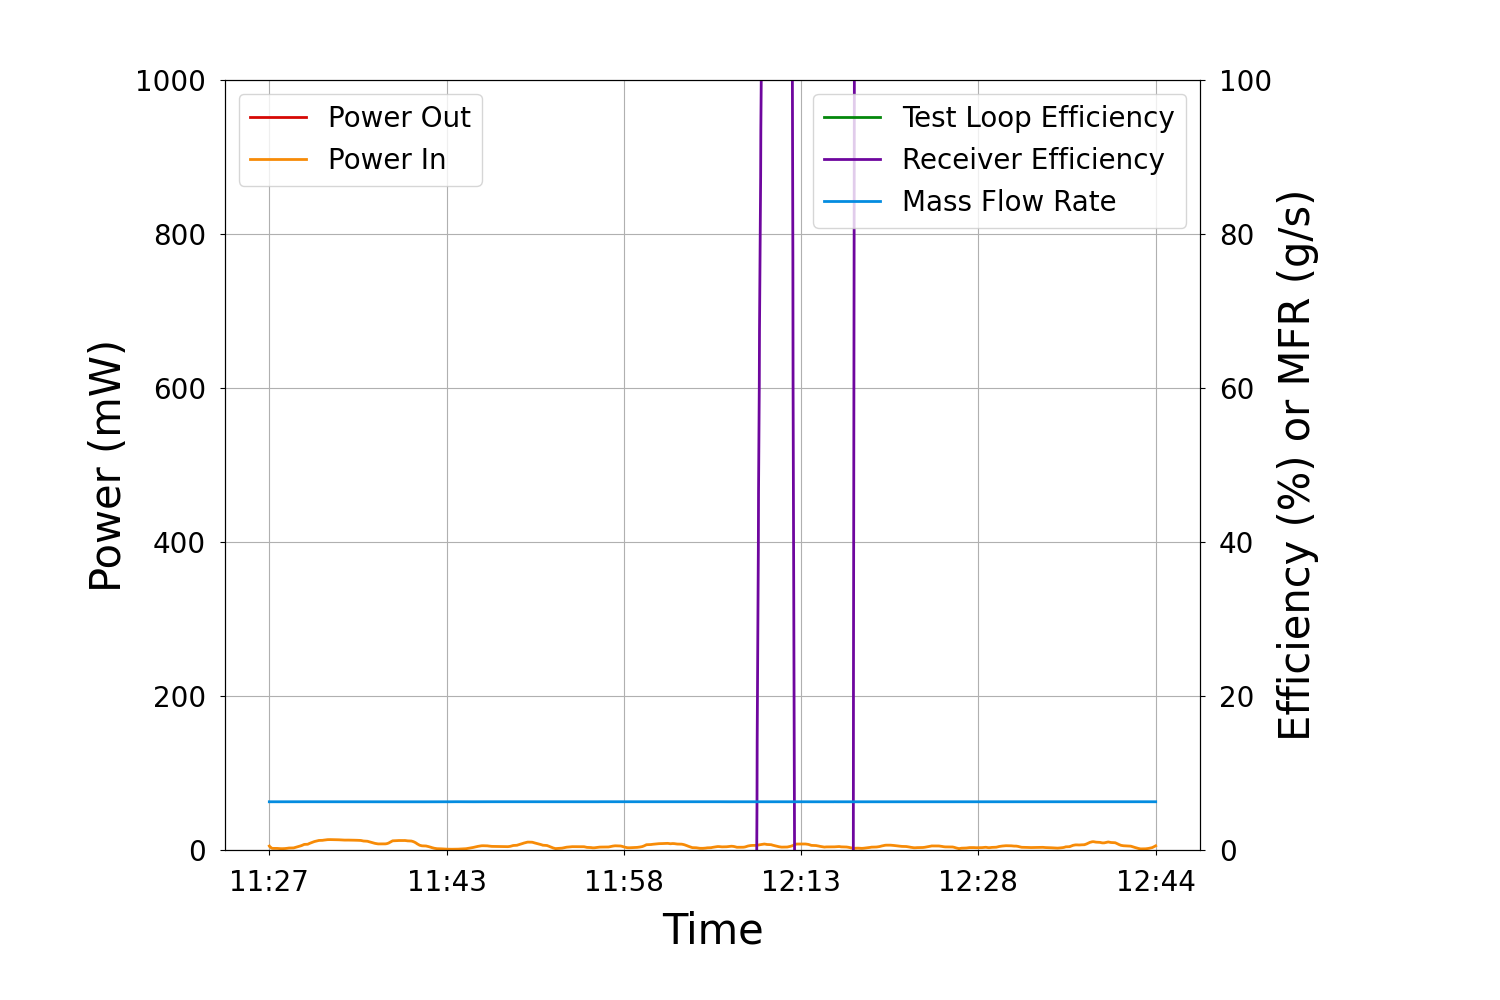 1000
800
600
400
200
0
Power (mW)
Power Out
Power In
Test Loop Efficiency
Receiver Efficiency
Mass Flow Rate
100
80
60
40
20
0
Efficiency (%) or MFR (g/s)
11:27 11:43 11:58 12:13 12:28 12:44
Time